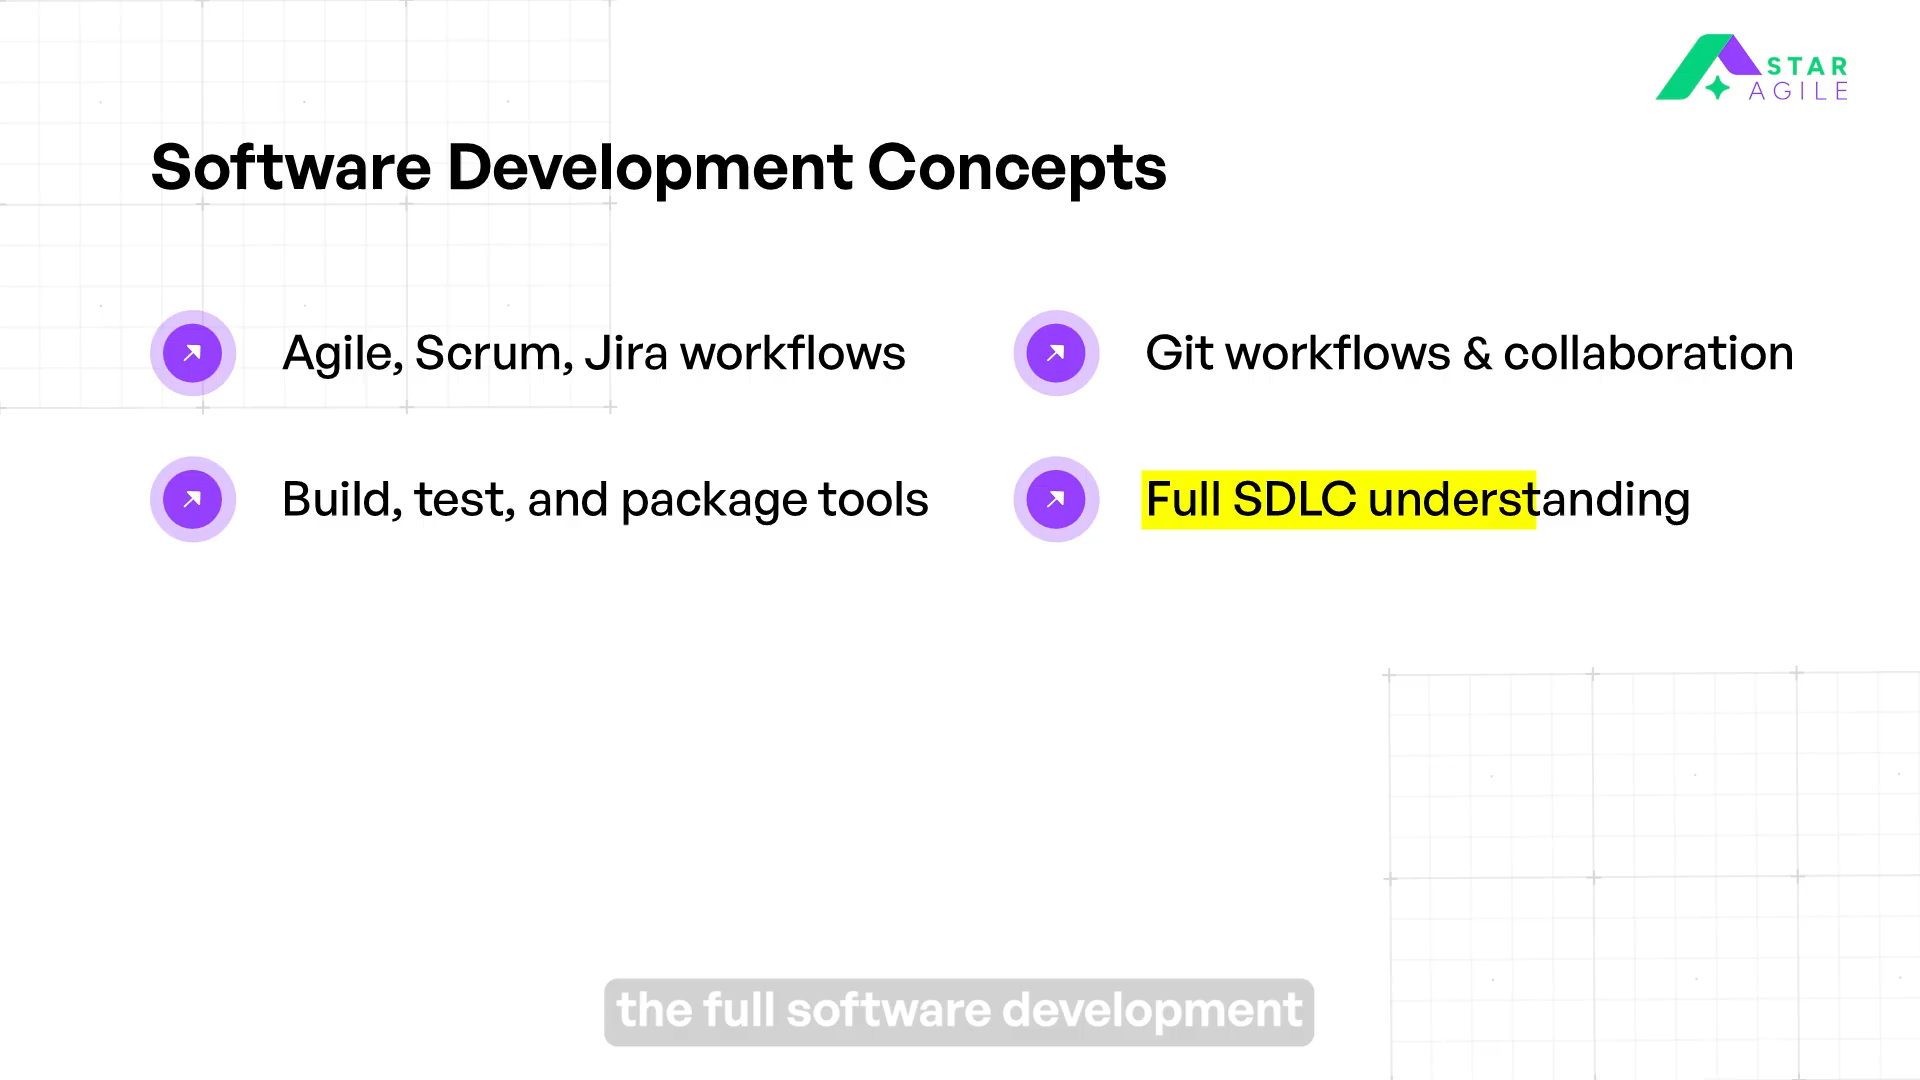 STAR
AGILE
Software Development Concepts
Agile, Scrum, Jira workflows
Git workflows & collaboration
Build, test, and package tools
Full SDLC understanding
the full software development